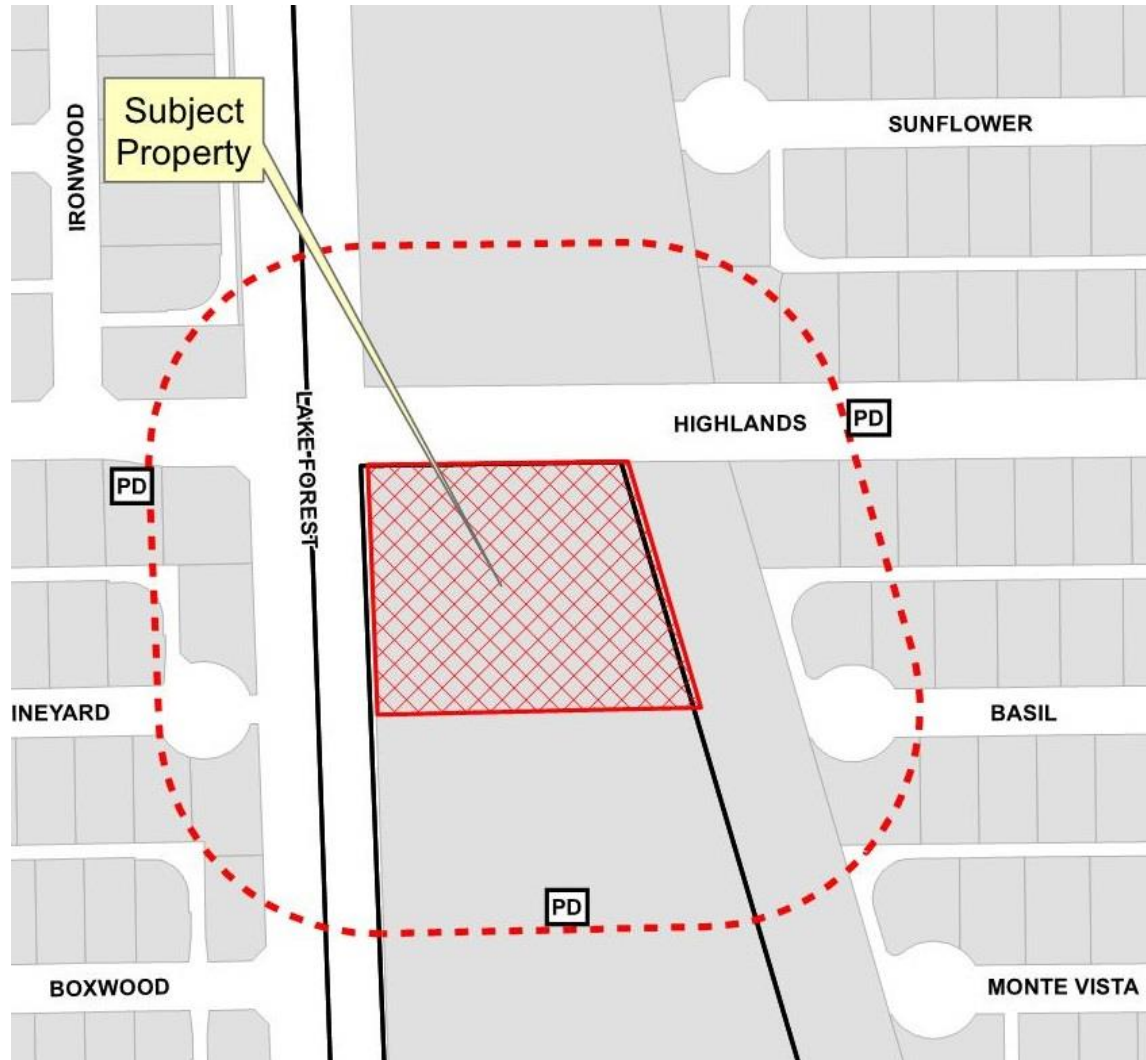 Subject
Property
IRONWOOD
SUNFLOWER
LAKE FOREST
HIGHLANDS
PD
PD
INEYARD
BASIL
PD
BOXWOOD
MONTE VISTA